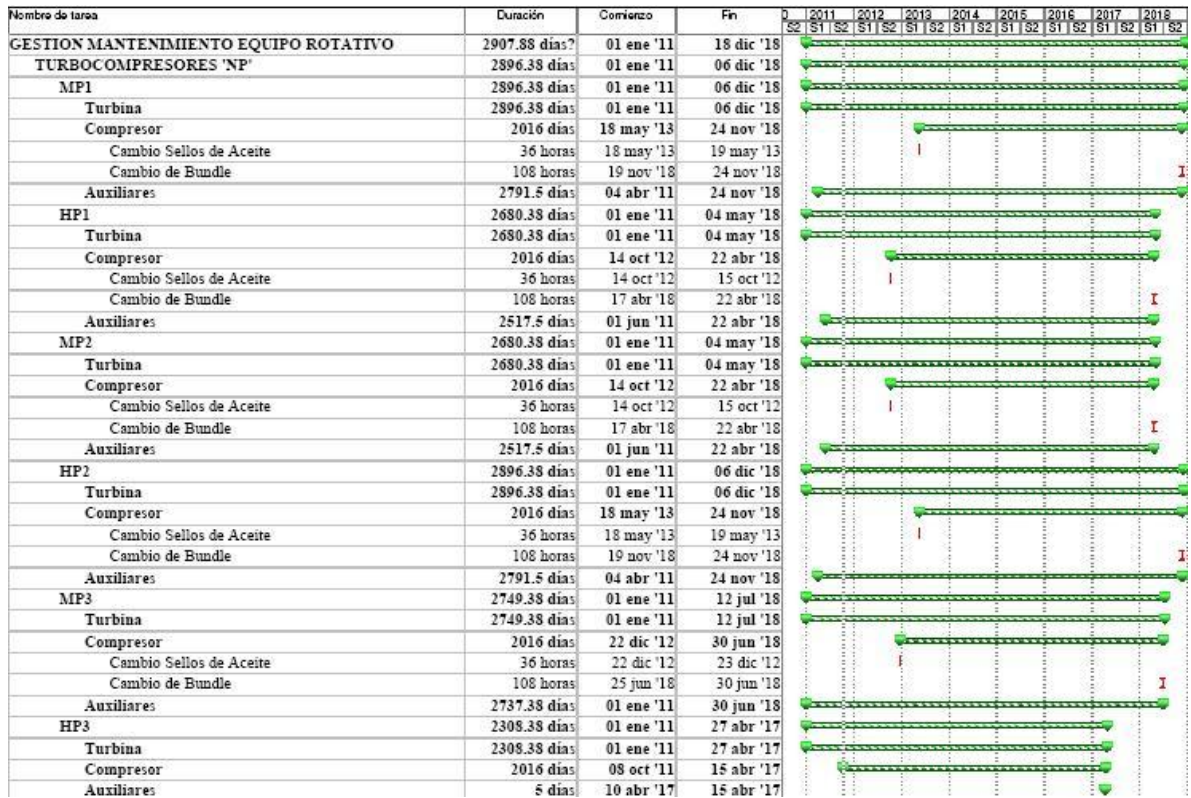 Nombre de tarea Duración Comienzo Fin 0 2011 2012 2013 2014 2015 2016 2017 2018
S2 S1 S2 S1 S2 S1 S2 S1 S2 S1 S2 S1 S2 S1 S2 S1 S2
GESTION MANTENIMIENTO EQUIPO ROTATIVO 2907.88 días? 01 ene '11 18 dic '18
TURBOCOMPRESORES 'NP' 2896.38 días 01 ene '11 06 dic '18
MP1 2896.38 días 01 ene '11 06 dic '18
Turbina 2896.38 días 01 ene '11 06 dic '18
Compresor 2016 días 18 may '13 24 nov '18
Cambio Sellos de Aceite 36 horas 18 may '13 19 may '13
Cambio de Bundle 108 horas 19 nov '18 24 nov '18
Auxiliares 2791.5 días 04 abr '11 24 nov '18
HP1 2680.38 días 01 ene '11 04 may '18
Turbina 2680.38 días 01 ene '11 04 may '18
Compresor 2016 días 14 oct '12 22 abr '18
Cambio Sellos de Aceite 36 horas 14 oct '12 15 oct '12
Cambio de Bundle 108 horas 17 abr '18 22 abr '18
Auxiliares 2517.5 días 01 jun '11 22 abr '18
MP2 2680.38 días 01 ene '11 04 may '18
Turbina 2680.38 días 01 ene '11 04 may '18
Compresor 2016 días 14 oct '12 22 abr '18
Cambio Sellos de Aceite 36 horas 14 oct '12 15 oct '12
Cambio de Bundle 108 horas 17 abr '18 22 abr '18
Auxiliares 2517.5 días 01 jun '11 22 abr '18
HP2 2896.38 días 01 ene '11 06 dic '18
Turbina 2896.38 días 01 ene '11 06 dic '18
Compresor 2016 días 18 may '13 24 nov '18
Cambio Sellos de Aceite 36 horas 18 may '13 19 may '13
Cambio de Bundle 108 horas 19 nov '18 24 nov '18
Auxiliares 2791.5 días 04 abr '11 24 nov '18
MP3 2749.38 días 01 ene '11 12 jul '18
Turbina 2749.38 días 01 ene '11 12 jul '18
Compresor 2016 días 22 dic '12 30 jun '18
Cambio Sellos de Aceite 36 horas 22 dic '12 23 dic '12
Cambio de Bundle 108 horas 25 jun '18 30 jun '18
Auxiliares 2737.38 días 01 ene '11 30 jun '18
HP3 2308.38 días 01 ene '11 27 abr '17
Turbina 2308.38 días 01 ene '11 27 abr '17
Compresor 2016 días 08 oct '11 15 abr '17
Auxiliares 5 días 10 abr '17 15 abr '17